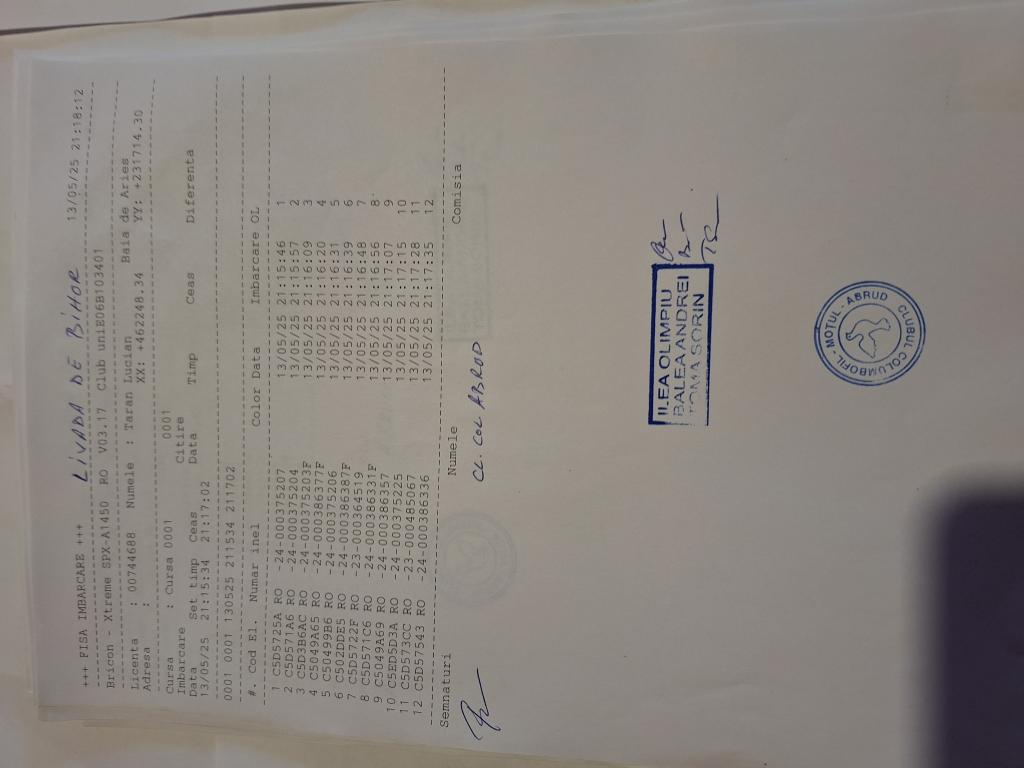 +++ FISA IMBARCARE +++ LIVADA DE BIHOR 13/05/25 21:18:12
Bricon - Xtreme SPX-A1450 RO V03.17 Club uniE06B103401
Licenta : 00744688 Numele : Taran Lucian Baia de Aries
Adresa : XX: +462248.34 YY: +231714.30
Cursa : Cursa 0001 0001
Imbarcare Citire
Data Set timp Ceas Data Timp Ceas Diferenta
13/05/25 21:15:34 21:17:02
0001 0001 130525 211534 211702
#. Cod El. Numar inel Color Data Imbarcare OL
1 C5D5725A RO -24-000375207 13/05/25 21:15:46 1
2 C5D571A6 RO -24-000375204 13/05/25 21:15:57 2
3 C5D3B6AC RO -24-000375203F 13/05/25 21:16:09 3
4 C5049A65 RO -24-000386377F 13/05/25 21:16:20 4
5 C50499B6 RO -24-000375206 13/05/25 21:16:31 5
6 C502DDE5 RO -24-000386387F 13/05/25 21:16:39 6
7 C5D5722F RO -23-000364519 13/05/25 21:16:48 7
8 C5D571C6 RO -24-000386331F 13/05/25 21:16:56 8
9 C5049A69 RO -24-000386357 13/05/25 21:17:07 9
10 C5ED5D3A RO -24-000375225 13/05/25 21:17:15 10
11 C5D573CC RO -23-000485067 13/05/25 21:17:28 11
12 C5D57543 RO -24-000386336 13/05/25 21:17:35 12
Semnaturi Numele Comisia
CL. COL ABRUD
ILEA OLIMPIU
BALEA ANDREI
TOMA SORIN
CLUBUL COLUMBOFIL - MOTUL - ABRUD